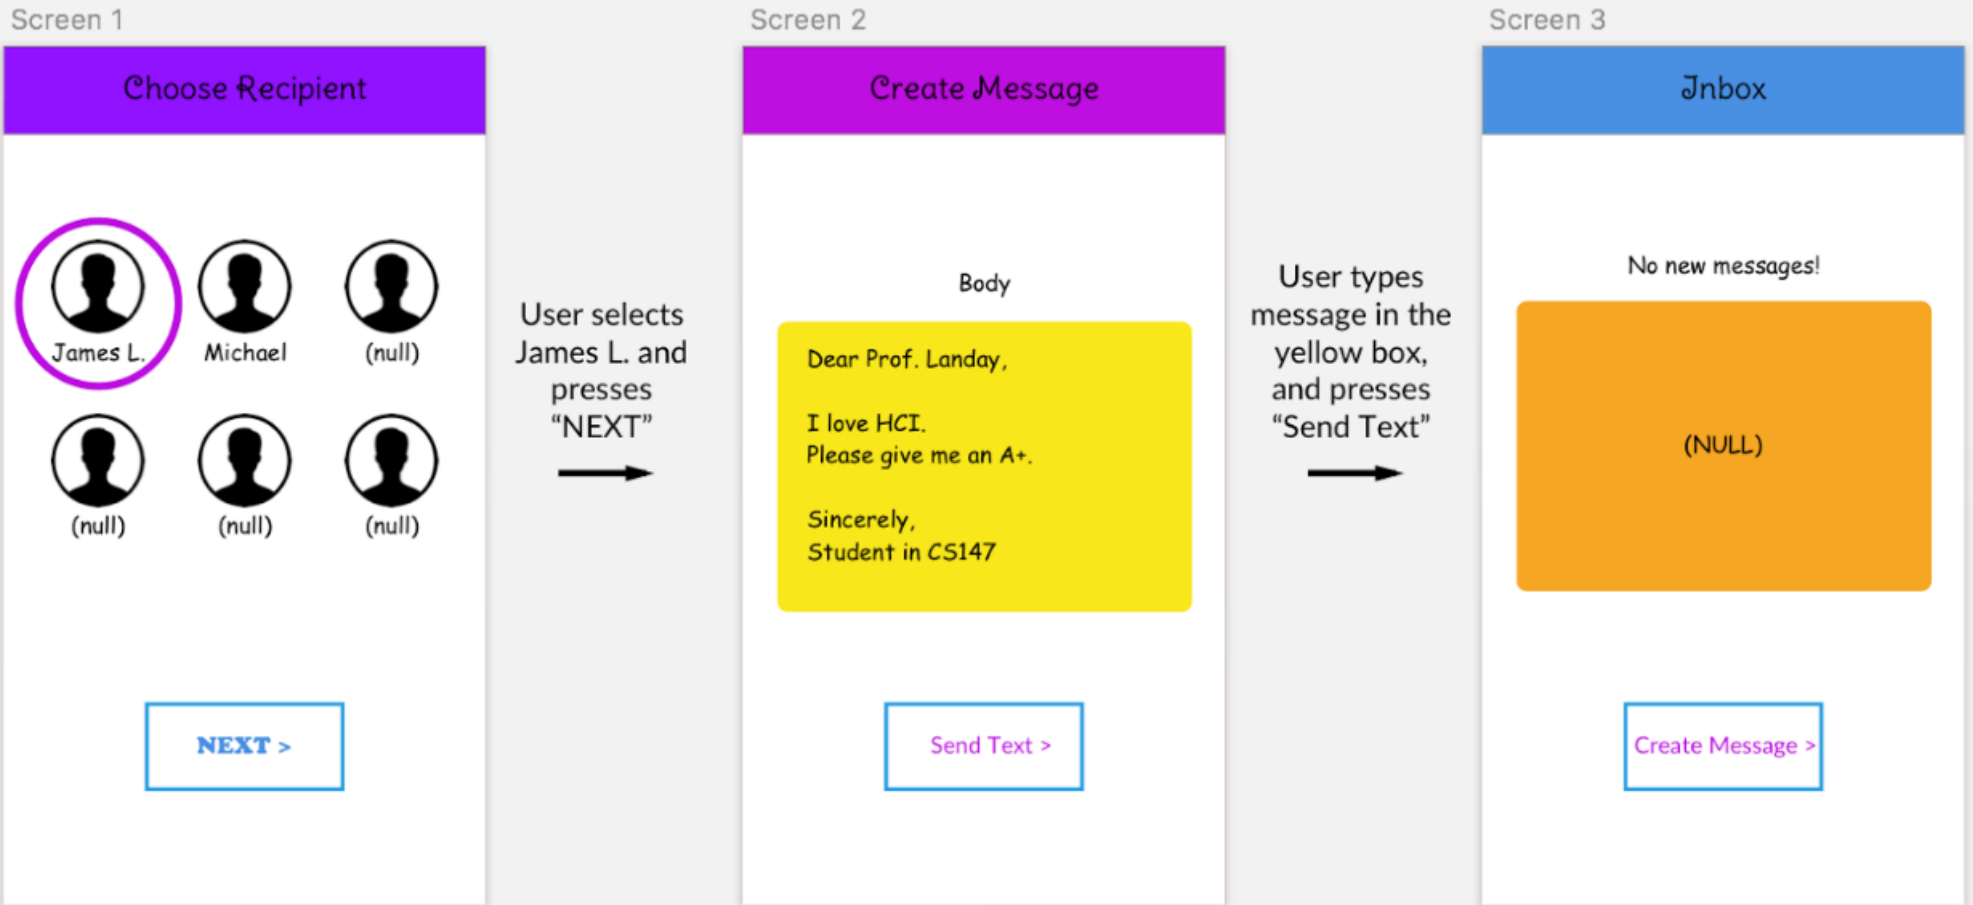 Screen 1
Choose Recipient
James L.
Michael
(null)
(null)
(null)
(null)
NEXT >
User selects
James L. and
presses
“NEXT”
Screen 2
Create Message
Body
Dear Prof. Landay,
I love HCI.
Please give me an A+.
Sincerely,
Student in CS147
Send Text >
User types
message in the
yellow box,
and presses
“Send Text”
Screen 3
Inbox
No new messages!
(NULL)
Create Message >